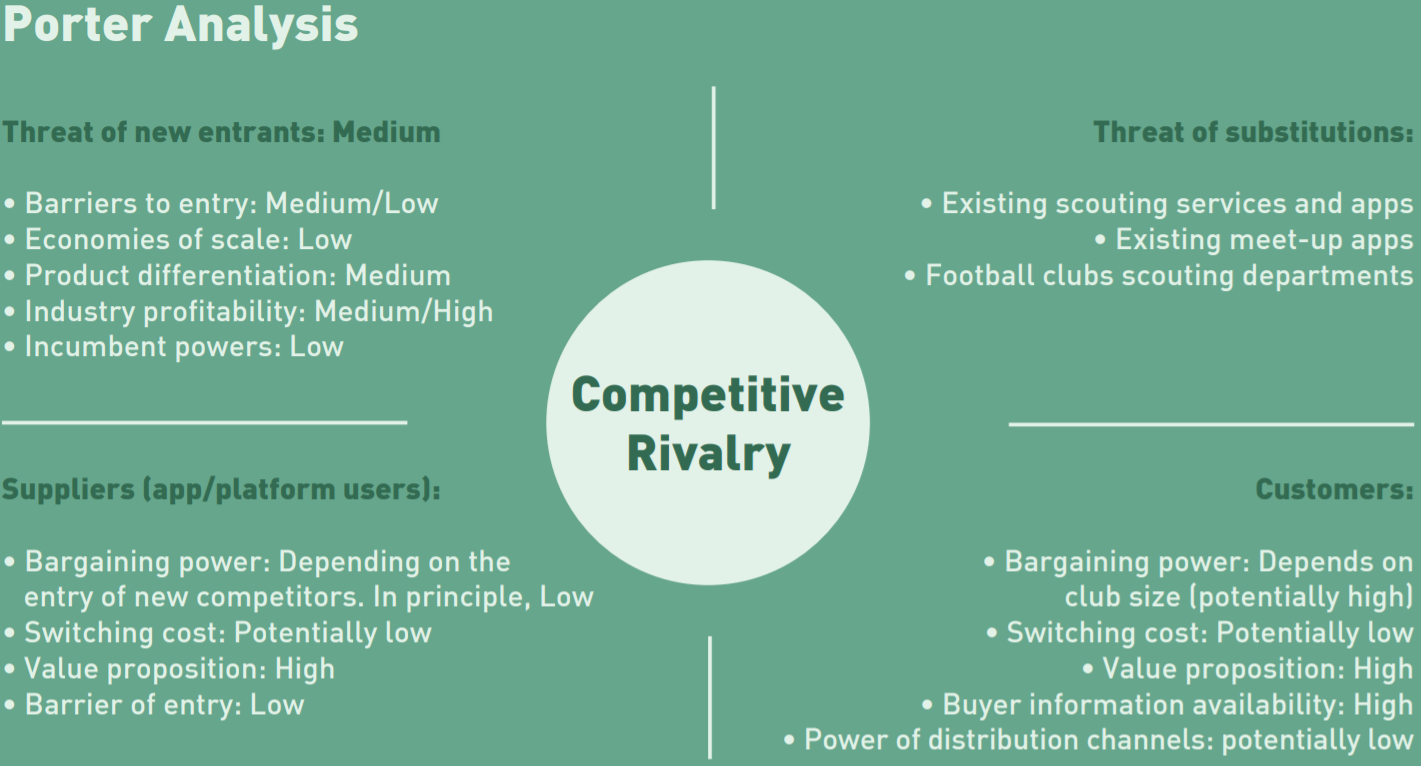 Porter Analysis
Threat of new entrants: Medium
• Barriers to entry: Medium/Low
• Economies of scale: Low
• Product differentiation: Medium
• Industry profitability: Medium/High
• Incumbent powers: Low
Threat of substitutions:
• Existing scouting services and apps
• Existing meet-up apps
• Football clubs scouting departments
Competitive
Rivalry
Suppliers (app/platform users):
• Bargaining power: Depending on the
entry of new competitors. In principle, Low
• Switching cost: Potentially low
• Value proposition: High
• Barrier of entry: Low
Customers:
• Bargaining power: Depends on
club size (potentially high)
• Switching cost: Potentially low
• Value proposition: High
• Buyer information availability: High
• Power of distribution channels: potentially low